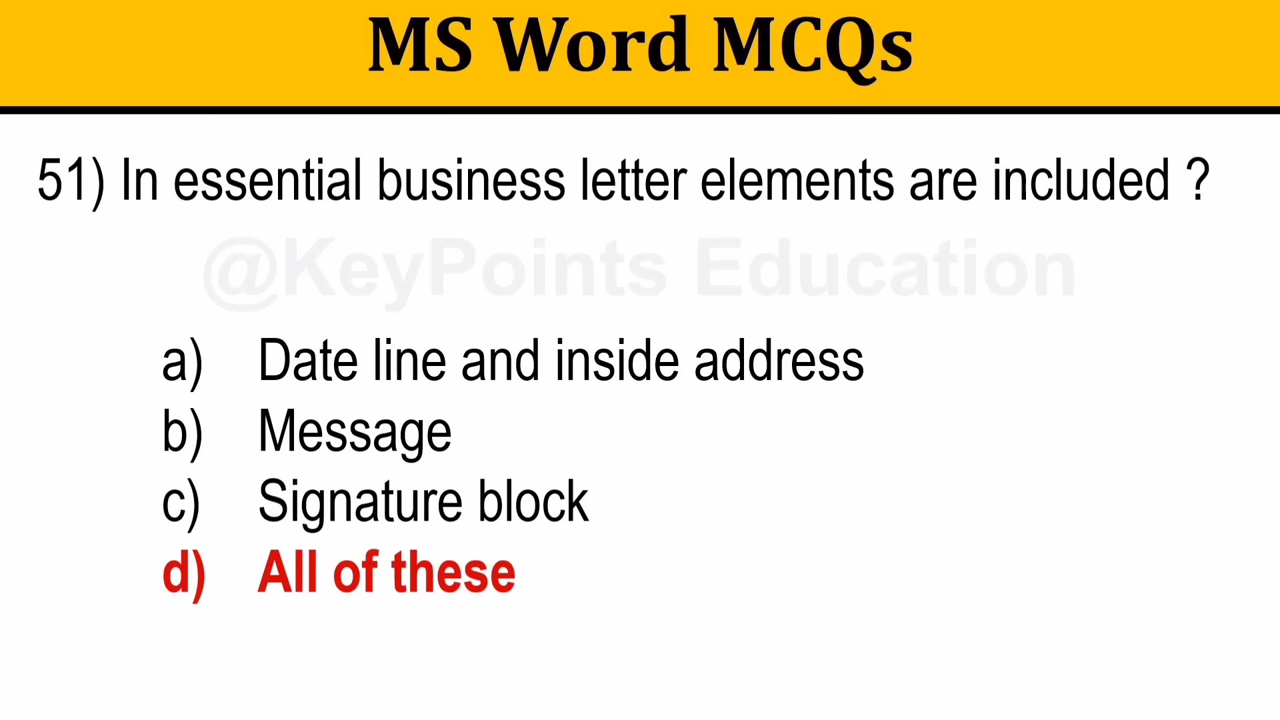 MS Word MCQs
51) In essential business letter elements are included ?
@KeyPoints Education
a) Date line and inside address
b) Message
c) Signature block
d) All of these